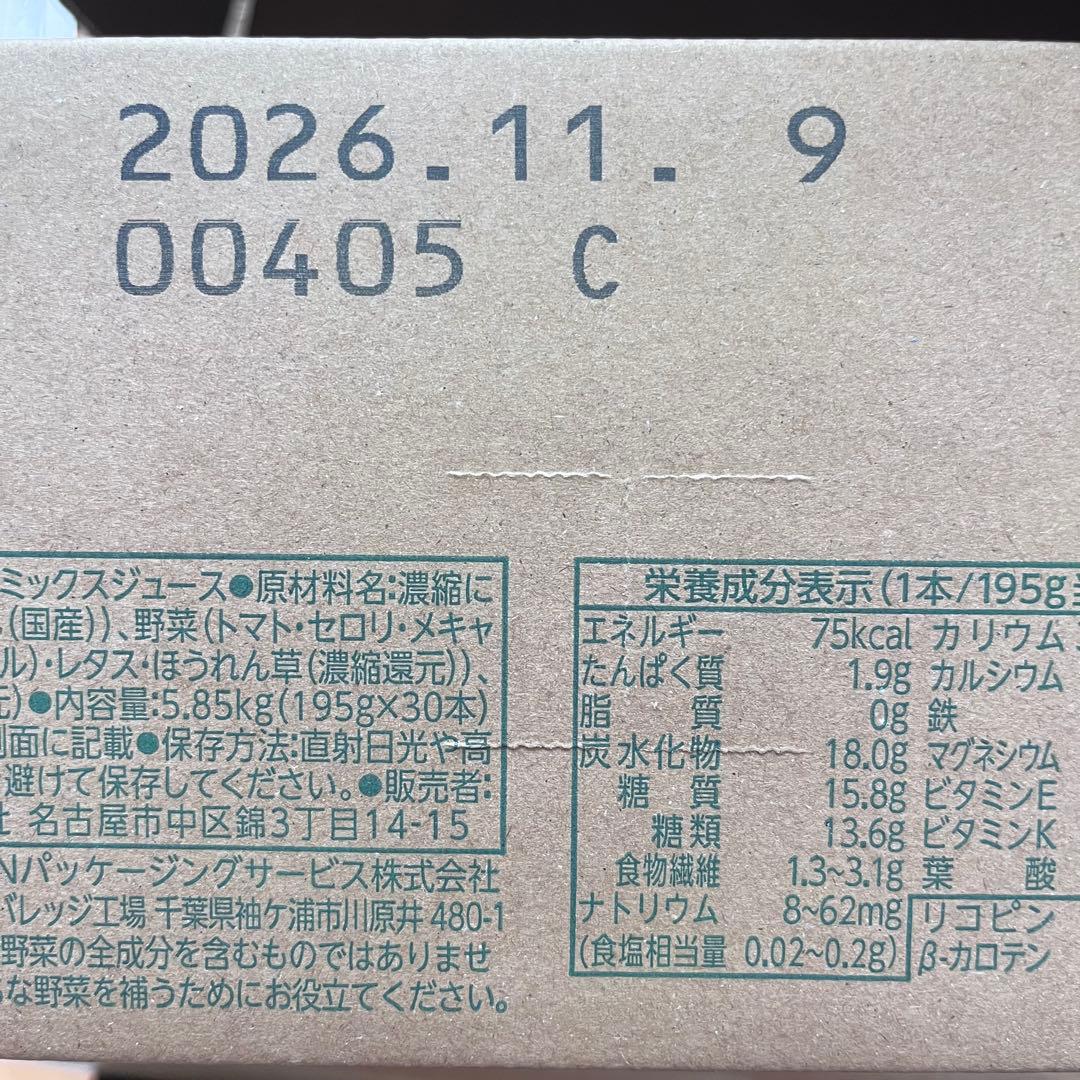 2026.11. 9
00405 C
ミックスジュース●原材料名:濃縮に
(国産))、野菜(トマト・セロリ・メキャ
ル)・レタス・ほうれん草(濃縮還元))、
元)●内容量:5.85kg(195g×30本)
側面に記載●保存方法:直射日光や高
避けて保存してください。●販売者:
社 名古屋市中区錦3丁目14-15
Nパッケージングサービス株式会社
バレッジ工場 千葉県袖ケ浦市川原井480-1
野菜の全成分を含むものではありませ
な野菜を補うためにお役立てください。
栄養成分表示(1本/195g当
エネルギー 75kcal カリウム
たんぱく質 1.9g カルシウム
脂質 0g 鉄
炭水化物 18.0g マグネシウム
糖質 15.8g ビタミンE
糖類 13.6g ビタミンK
食物繊維 1.3~3.1g 葉酸
ナトリウム 8~62mg リコピン
(食塩相当量 0.02~0.2g) β-カロテン